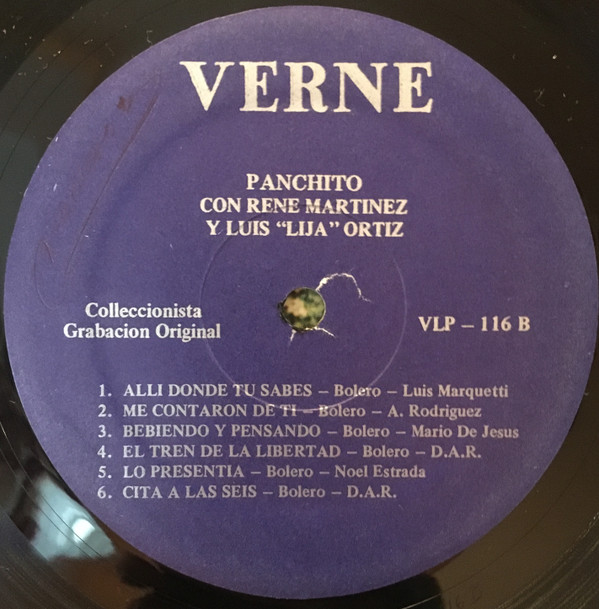 VERNE
PANCHITO
CON RENE MARTINEZ
Y LUIS “LIJA” ORTIZ
Colleccionista
Grabacion Original
VLP – 116 B
1. ALLI DONDE TU SABES – Bolero – Luis Marquetti
2. ME CONTARON DE TI – Bolero – A. Rodriguez
3. BEBIENDO Y PENSANDO – Bolero – Mario De Jesus
4. EL TREN DE LA LIBERTAD – Bolero – D.A.R.
5. LO PRESENTIA – Bolero – Noel Estrada
6. CITA A LAS SEIS – Bolero – D.A.R.